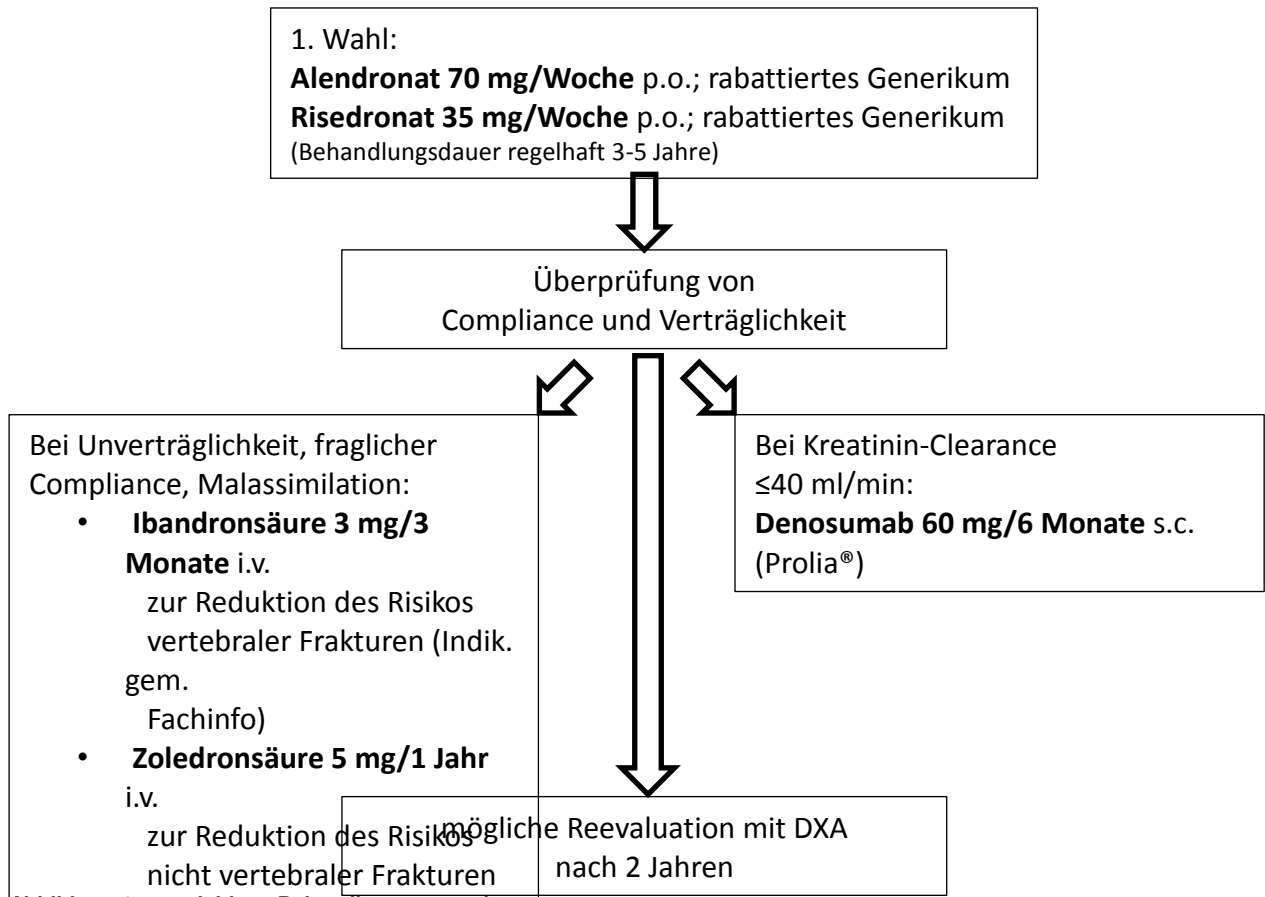 1. Wahl:
Alendronat 70 mg/Woche p.o.; rabattiertes Generikum
Risedronat 35 mg/Woche p.o.; rabattiertes Generikum
(Behandlungsdauer regelhaft 3-5 Jahre)
Überprüfung von
Compliance und Verträglichkeit
Bei Unverträglichkeit, fraglicher
Compliance, Malassimilation:
• Ibandronsäure 3 mg/3
Monate i.v.
zur Reduktion des Risikos
vertebraler Frakturen (Indik.
gem.
Fachinfo)
• Zoledronsäure 5 mg/1 Jahr
i.v.
zur Reduktion des Risikos
nicht vertebraler Frakturen
Bei Kreatinin-Clearance
≤40 ml/min:
Denosumab 60 mg/6 Monate s.c.
(Prolia®)
mögliche Reevaluation mit DXA
nach 2 Jahren